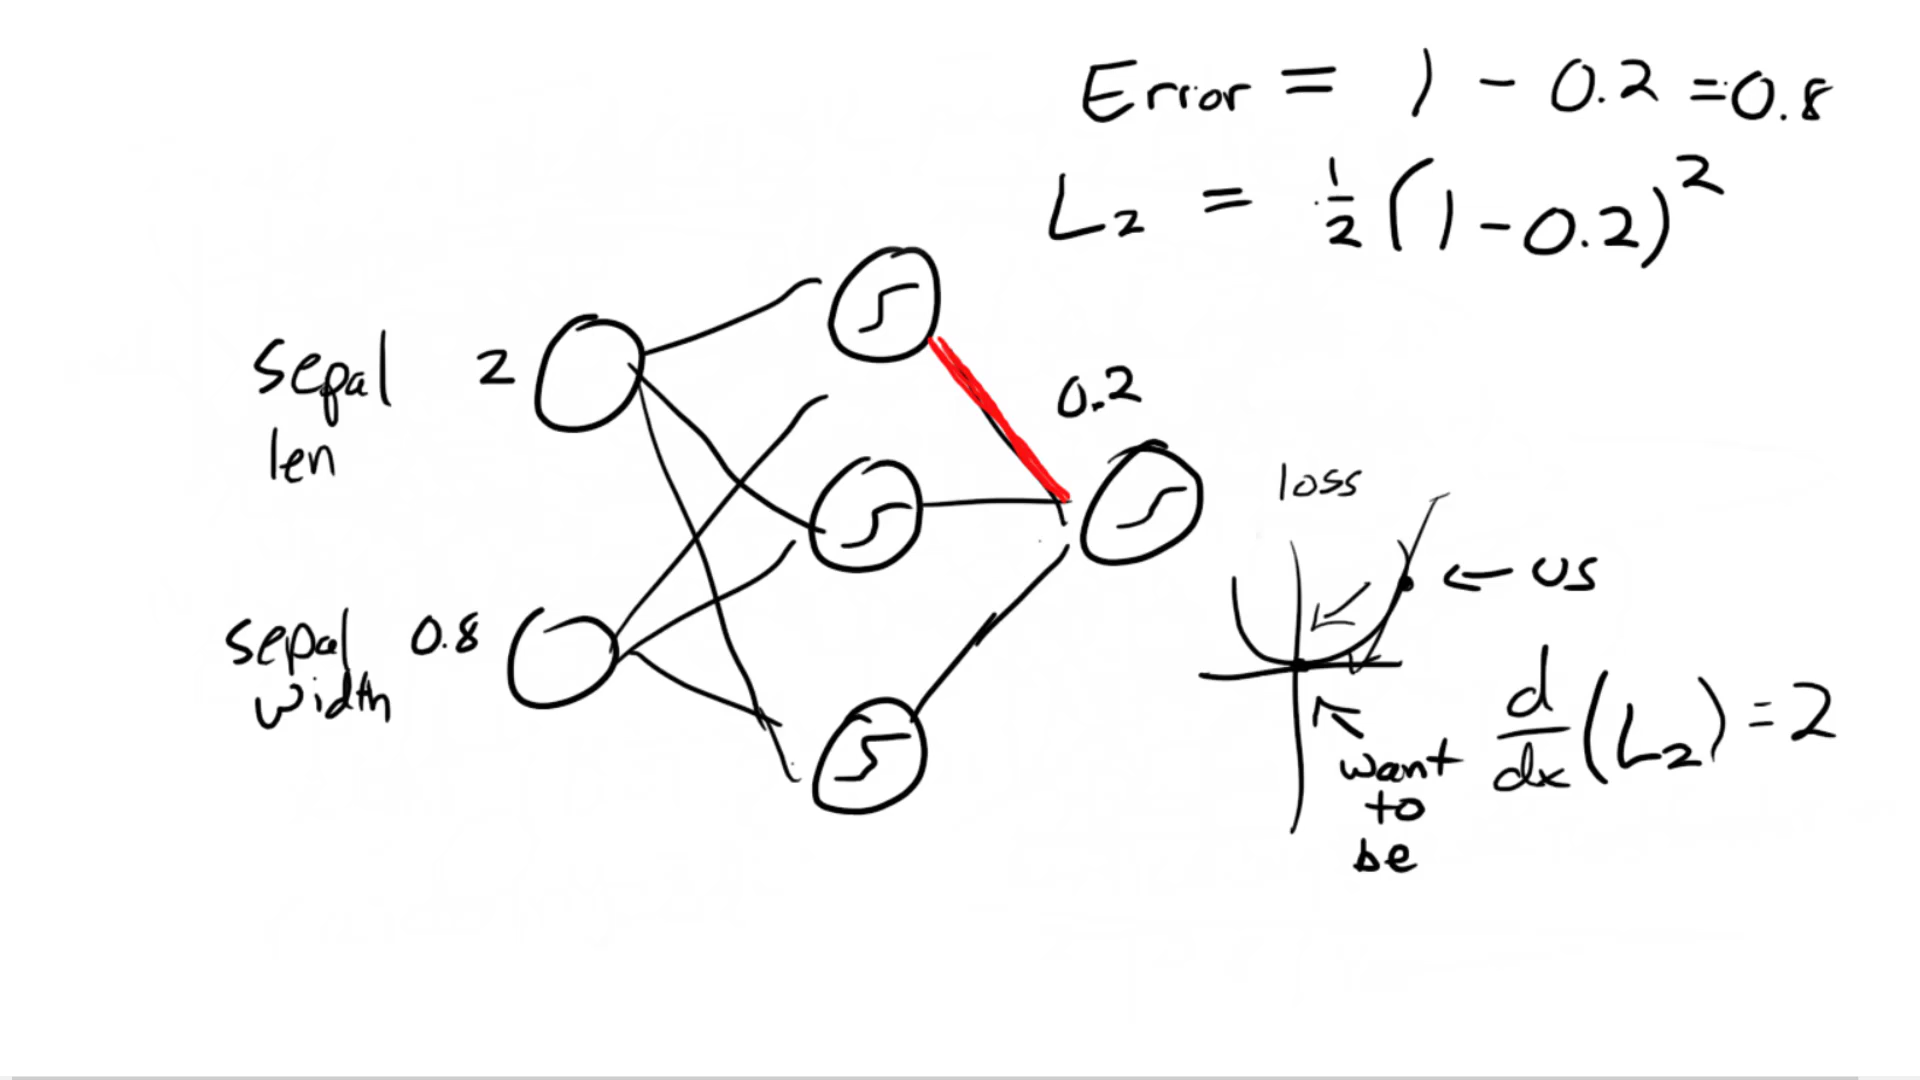 Error = 1 - 0.2 = 0.8
L₂ = ½ (1 - 0.2)²
sepal 2
len
0.2
sepal 0.8
width
loss
← us
want
to
be
d/dx (L₂) = 2